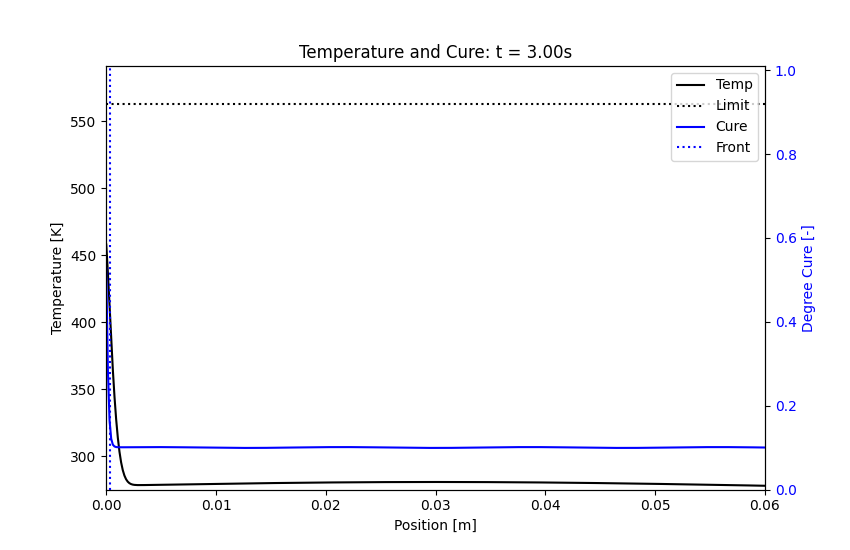 Temperature and Cure: t = 3.00s
Temp
Limit
Cure
Front
Temperature [K]
550
500
450
400
350
300
Degree Cure [-]
1.0
0.8
0.6
0.4
0.2
0.0
0.00 0.01 0.02 0.03 0.04 0.05 0.06
Position [m]